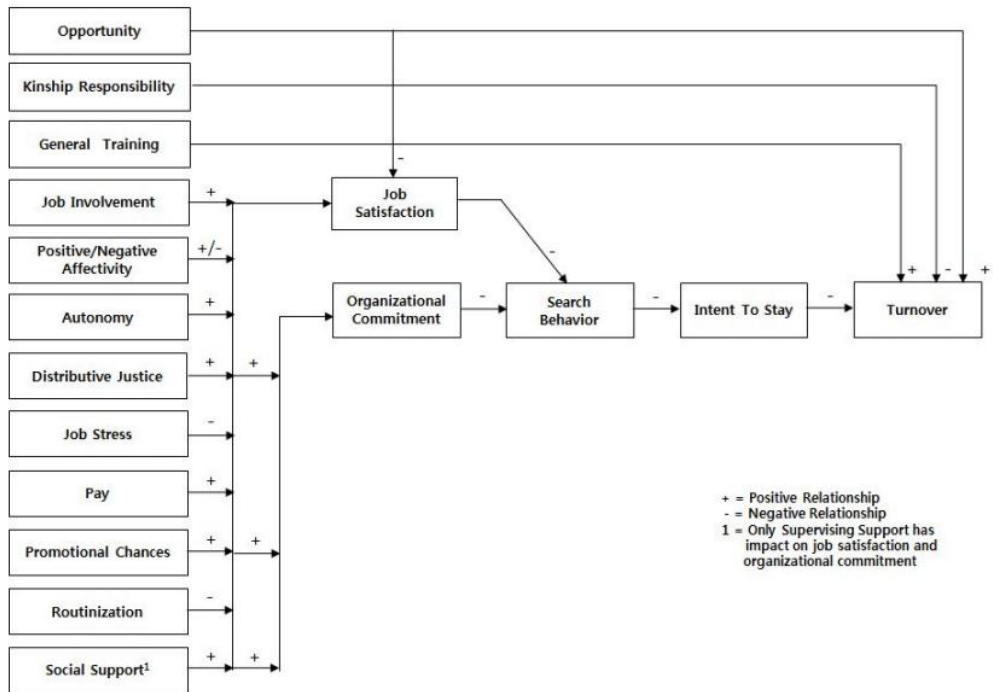 Opportunity
Kinship Responsibility
General Training
Job Involvement
+
Positive/Negative
Affectivity
+/-
Autonomy
+
Distributive Justice
+
+
Job Stress
-
Pay
+
Promotional Chances
+
+
Routinization
-
Social Support¹
+
+
-
Job
Satisfaction
-
Organizational
Commitment
-
Search
Behavior
-
Intent To Stay
-
+
-
+
Turnover
+ = Positive Relationship
- = Negative Relationship
1 = Only Supervising Support has
impact on job satisfaction and
organizational commitment